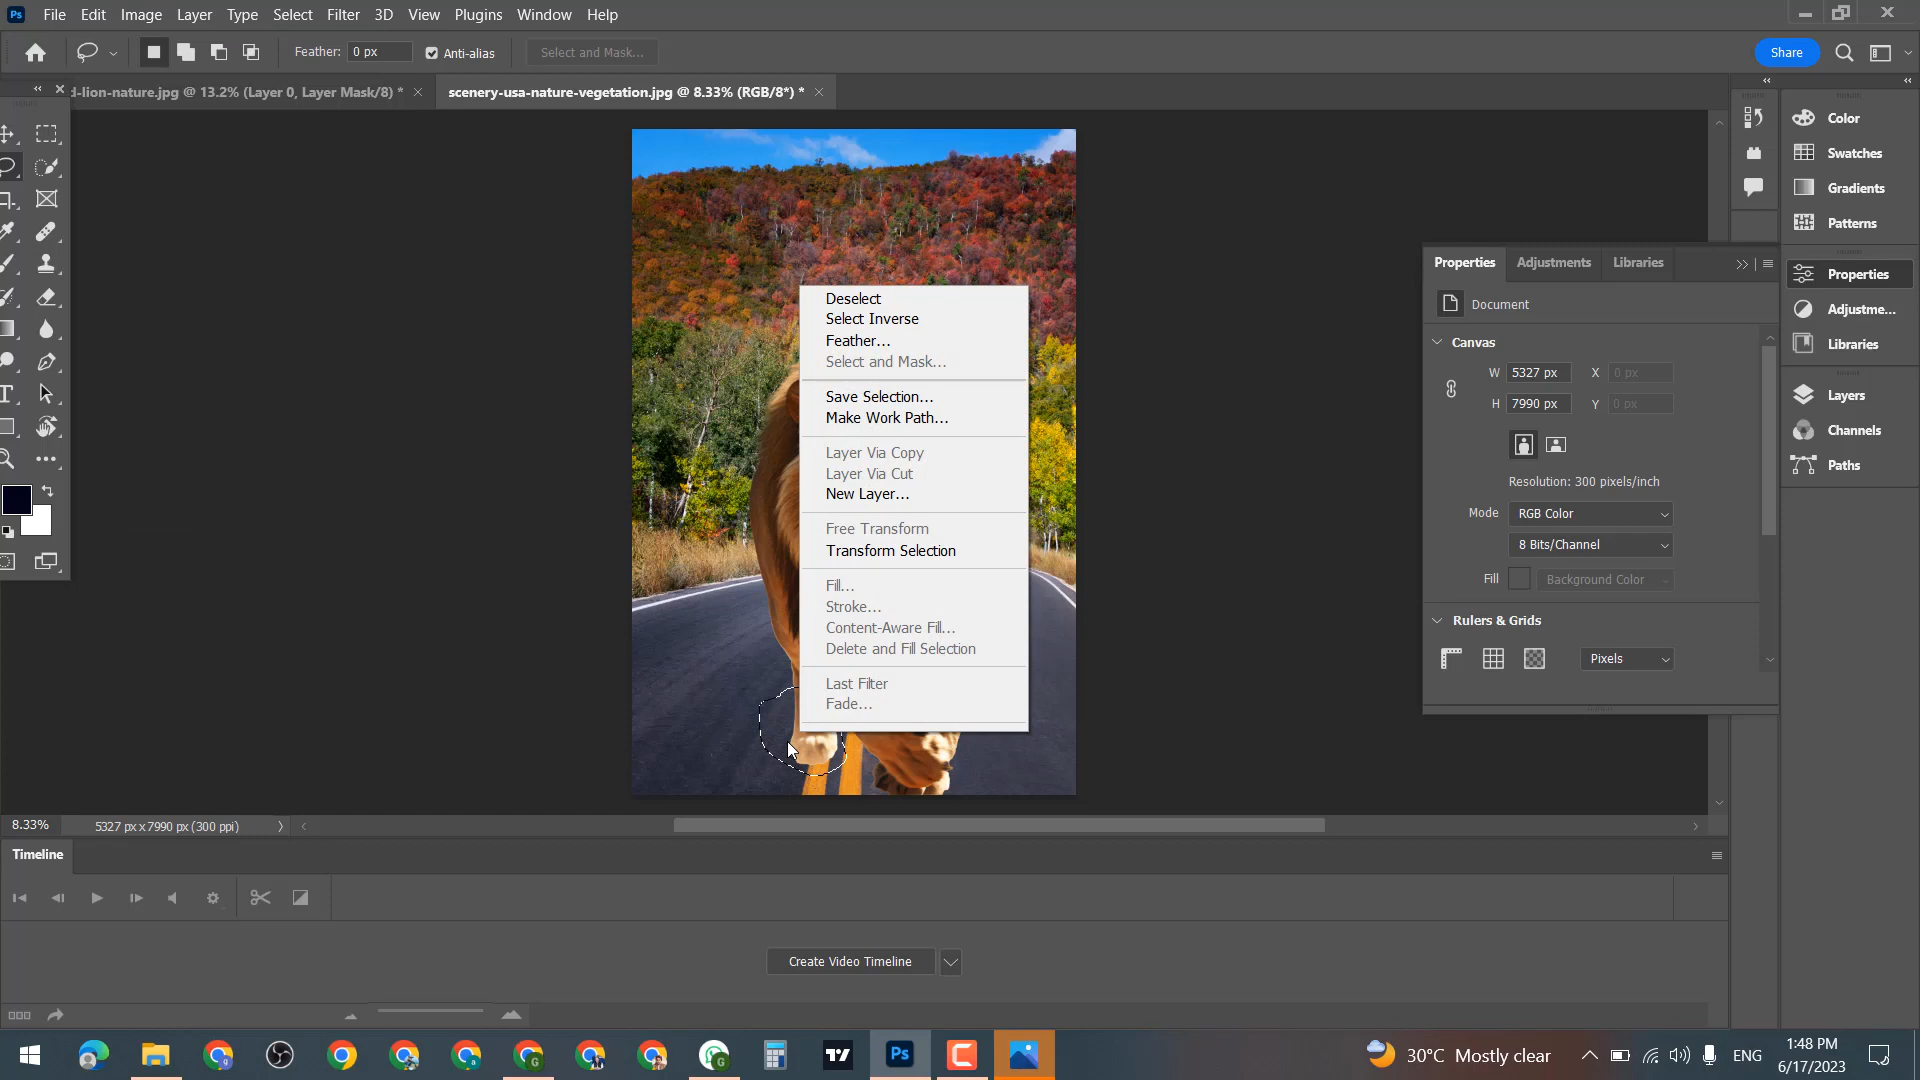 Ps File Edit Image Layer Type Select Filter 3D View Plugins Window Help
Feather: 0 px Anti-alias Select and Mask... Share
d-lion-nature.jpg @ 13.2% (Layer 0, Layer Mask/8) * scenery-usa-nature-vegetation.jpg @ 8.33% (RGB/8*) *
Color
Swatches
Gradients
Patterns
Properties
Adjustme...
Libraries
Layers
Channels
Paths
Properties Adjustments Libraries
Document
Canvas
W 5327 px X 0 px
H 7990 px Y 0 px
Resolution: 300 pixels/inch
Mode RGB Color
8 Bits/Channel
Fill Background Color
Rulers & Grids
Pixels
Deselect
Select Inverse
Feather...
Select and Mask...
Save Selection...
Make Work Path...
Layer Via Copy
Layer Via Cut
New Layer...
Free Transform
Transform Selection
Fill...
Stroke...
Content-Aware Fill...
Delete and Fill Selection
Last Filter
Fade...
8.33% 5327 px x 7990 px (300 ppi)
Timeline
Create Video Timeline
Ps 30°C Mostly clear ENG 1:48 PM
6/17/2023